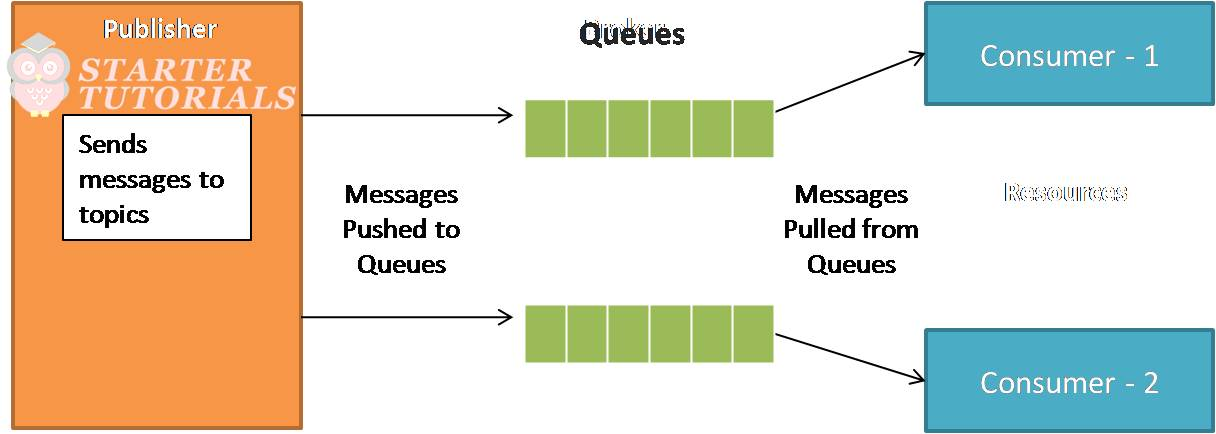 Publisher
STARTER
TUTORIALS
Sends
messages to
topics
Messages
Pushed to
Queues
Queues
Messages
Pulled from
Queues
Consumer - 1
Resources
Consumer - 2